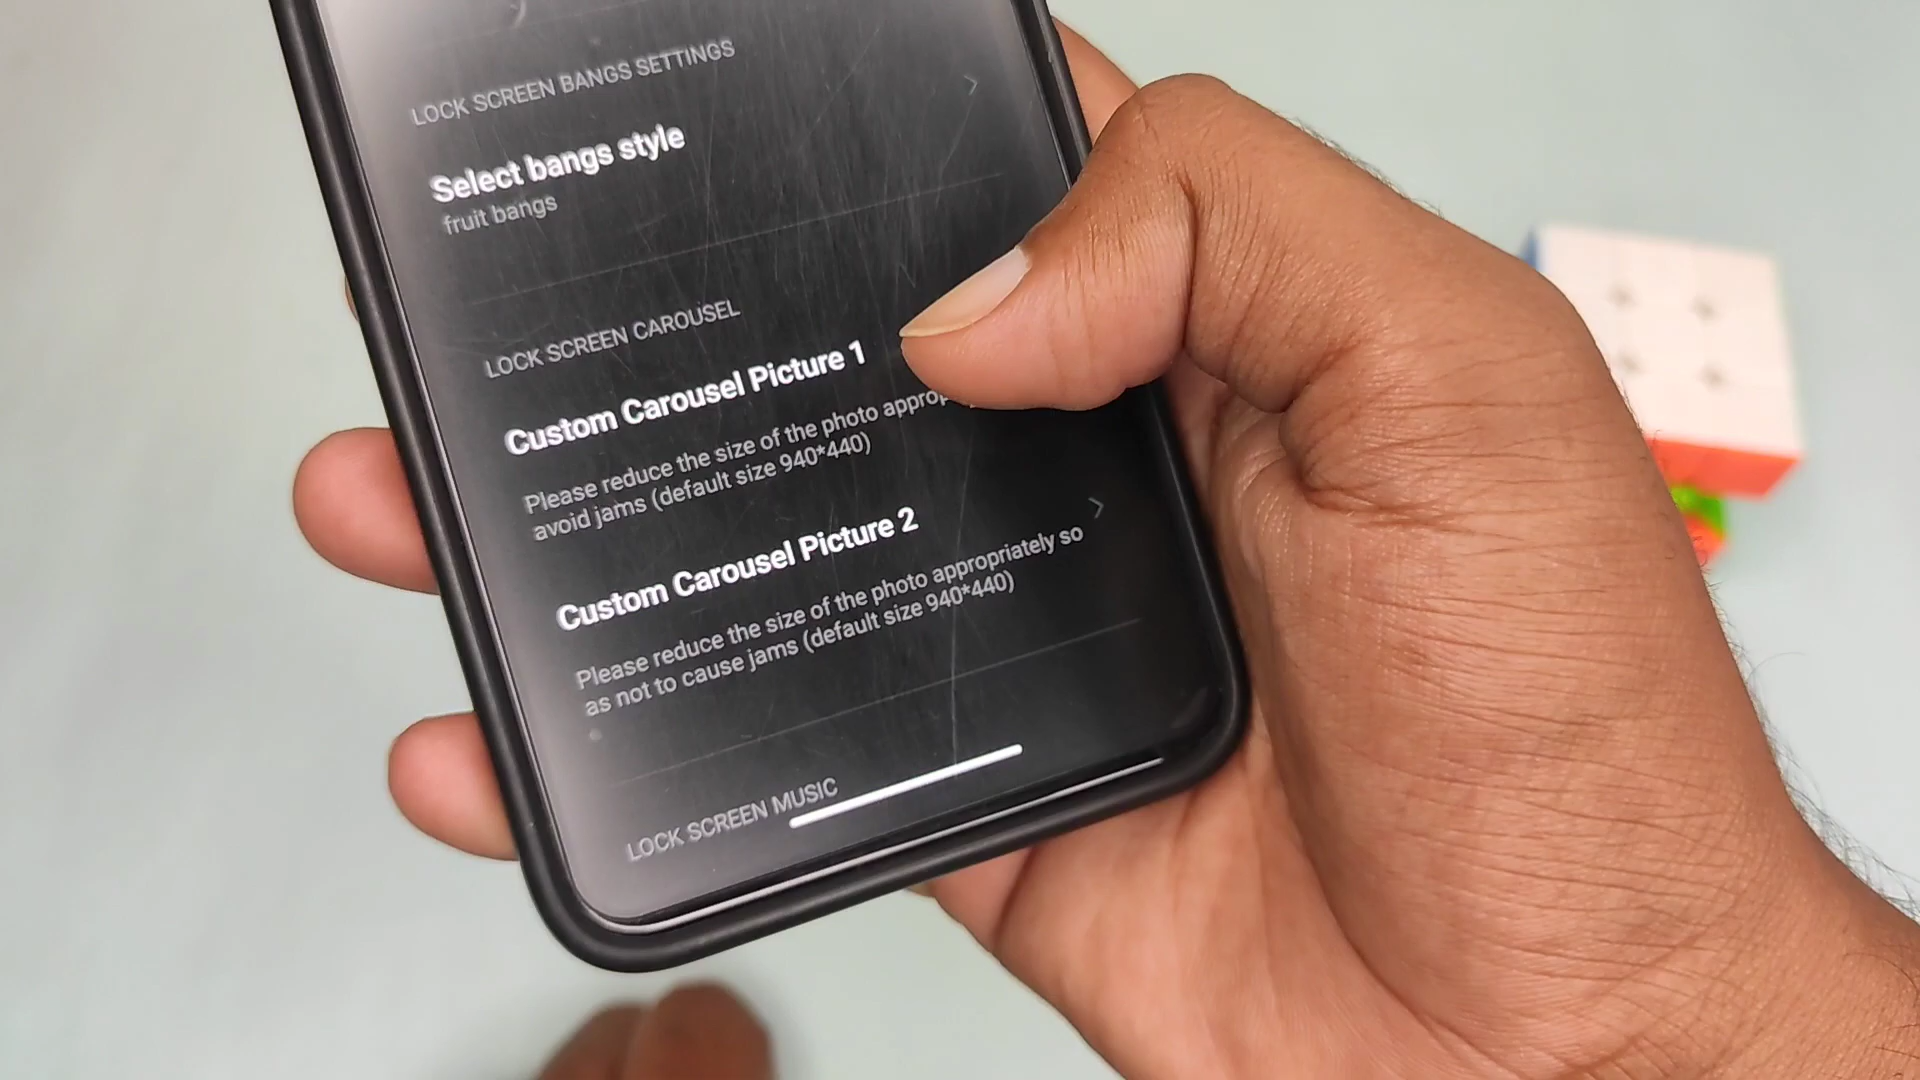 LOCK SCREEN BANGS SETTINGS
Select bangs style
fruit bangs
LOCK SCREEN CAROUSEL
Custom Carousel Picture 1
Please reduce the size of the photo
avoid jams (default size 940*440)
Custom Carousel Picture 2
Please reduce the size of the photo appropriately so
as not to cause jams (default size 940*440)
LOCK SCREEN MUSIC